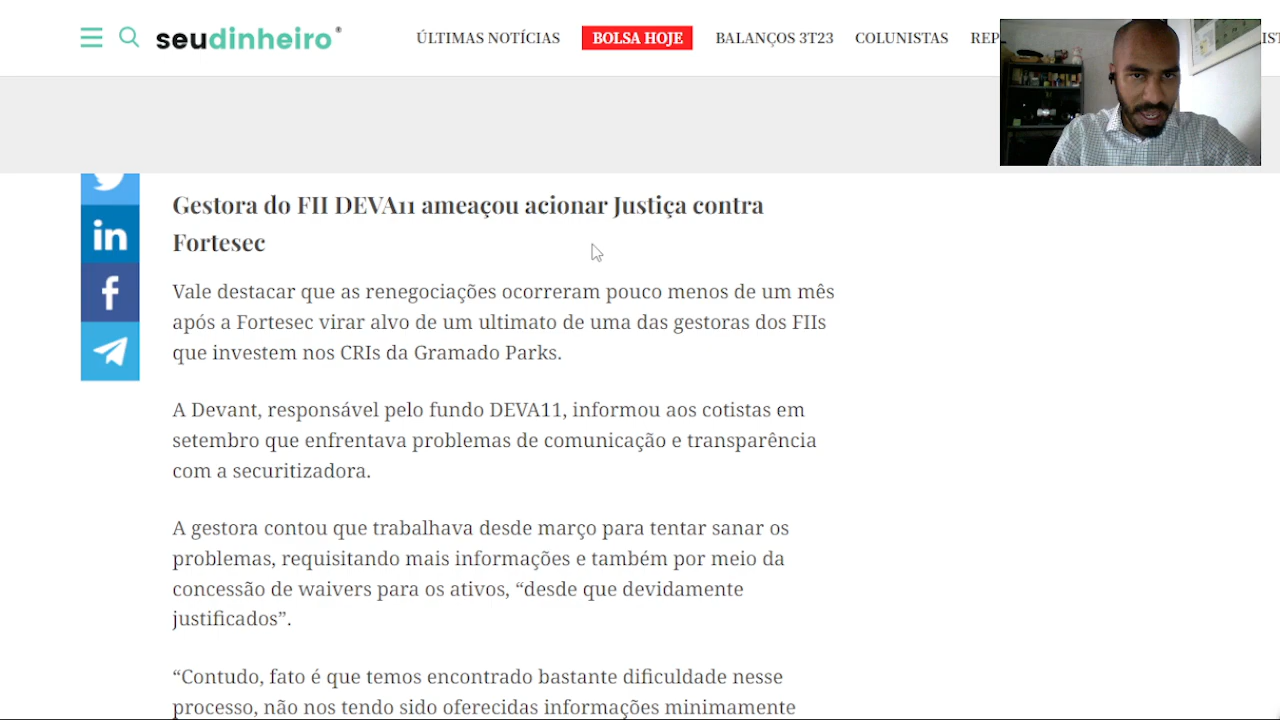 seudinheiro®
ÚLTIMAS NOTÍCIAS
BOLSA HOJE
BALANÇOS 3T23
COLUNISTAS
REP
IST
Gestora do FII DEVA11 ameaçou acionar Justiça contra
Fortesec
in
f
Vale destacar que as renegociações ocorreram pouco menos de um mês
após a Fortesec virar alvo de um ultimato de uma das gestoras dos FIIs
que investem nos CRIs da Gramado Parks.
A Devant, responsável pelo fundo DEVA11, informou aos cotistas em
setembro que enfrentava problemas de comunicação e transparência
com a securitizadora.
A gestora contou que trabalhava desde março para tentar sanar os
problemas, requisitando mais informações e também por meio da
concessão de waivers para os ativos, “desde que devidamente
justificados”.
“Contudo, fato é que temos encontrado bastante dificuldade nesse
processo, não nos tendo sido oferecidas informações minimamente